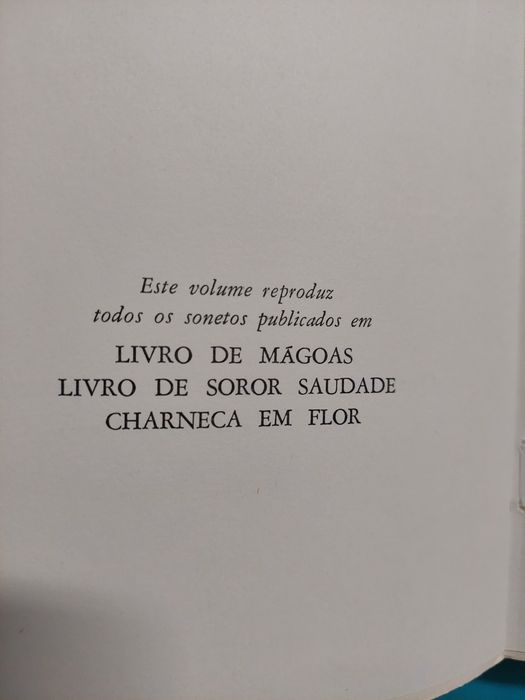 Este volume reproduz
todos os sonetos publicados em
LIVRO DE MÁGOAS
LIVRO DE SOROR SAUDADE
CHARNECA EM FLOR